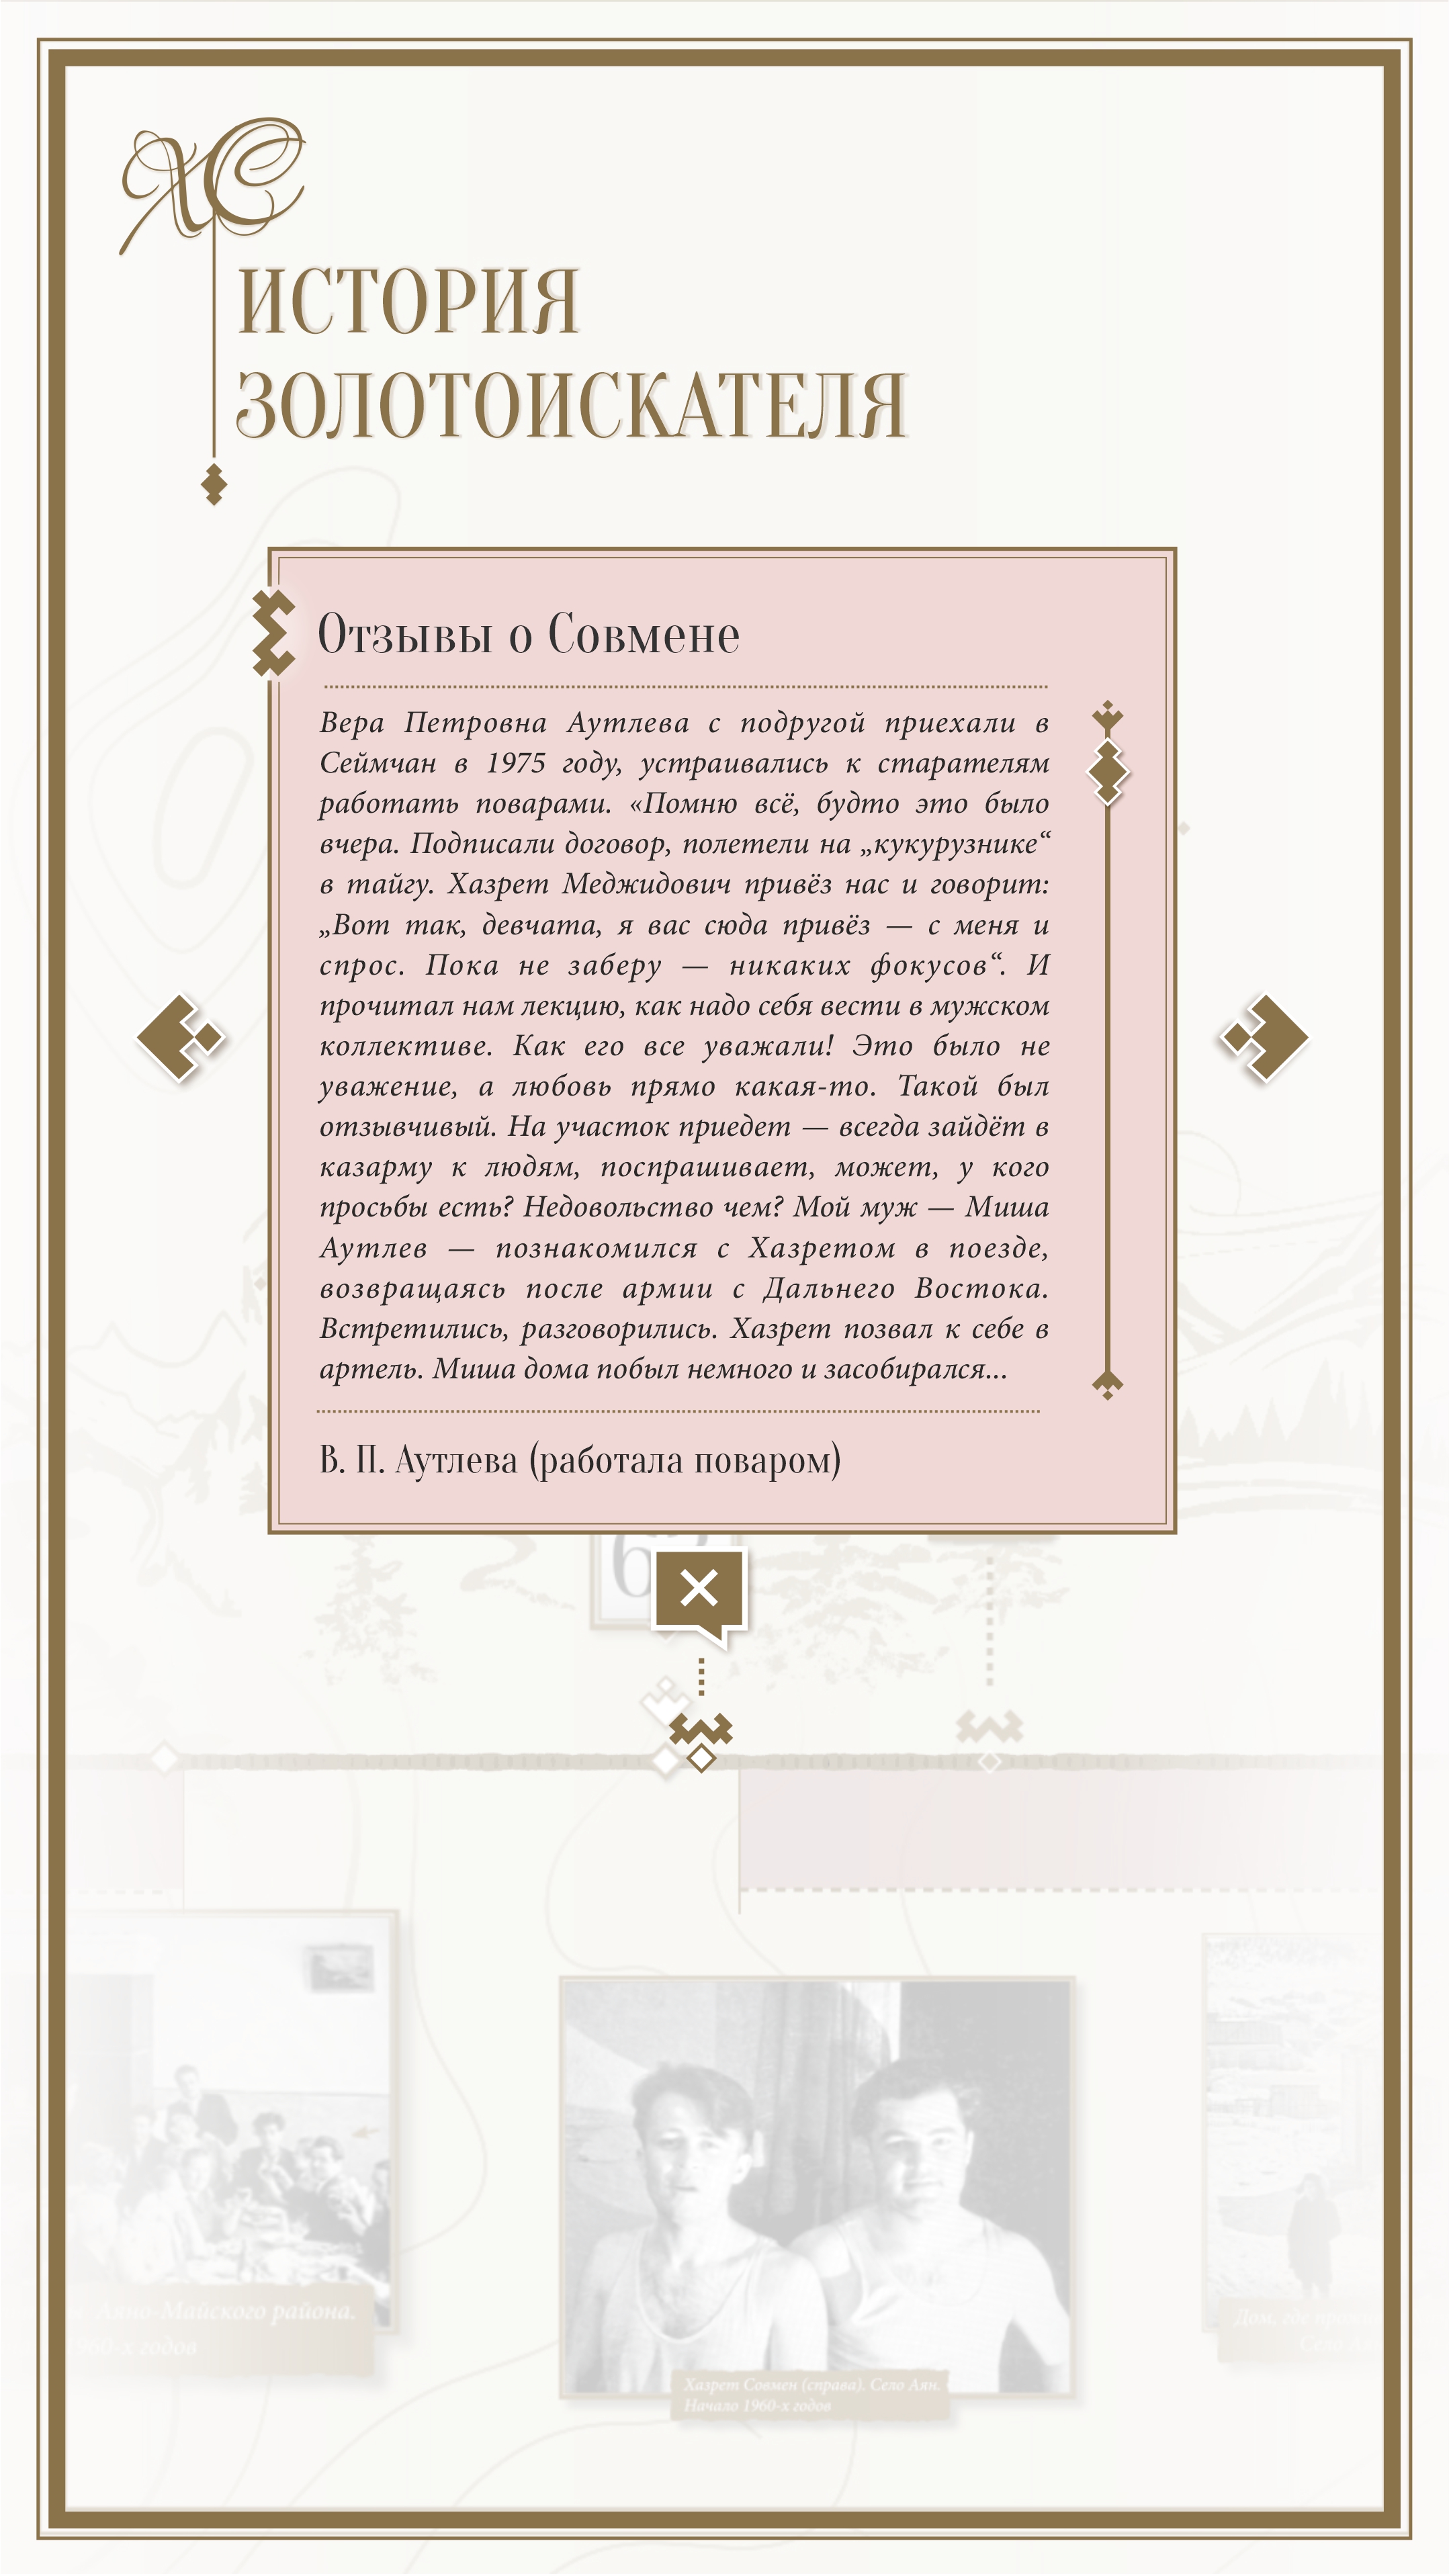 ХС
ИСТОРИЯ
ЗОЛОТОИСКАТЕЛЯ
Отзывы о Совмене
Вера Петровна Аутлева с подругой приехали в
Сеймчан в 1975 году, устраивались к старателям
работать поварами. «Помню всё, будто это было
вчера. Подписали договор, полетели на „кукурузнике“
в тайгу. Хазрет Меджидович привёз нас и говорит:
„Вот так, девчата, я вас сюда привёз — с меня и
спрос. Пока не заберу — никаких фокусов“. И
прочитал нам лекцию, как надо себя вести в мужском
коллективе. Как его все уважали! Это было не
уважение, а любовь прямо какая-то. Такой был
отзывчивый. На участок приедет — всегда зайдёт в
казарму к людям, поспрашивает, может, у кого
просьбы есть? Недовольство чем? Мой муж — Миша
Аутлев — познакомился с Хазретом в поезде,
возвращаясь после армии с Дальнего Востока.
Встретились, разговорились. Хазрет позвал к себе в
артель. Миша дома побыл немного и засобирался...
В. П. Аутлева (работала поваром)
Аяно-Майского района.
1960-х годов
Хазрет Совмен (справа). Село Аян.
Начало 1960-х годов
Дом, где
Село